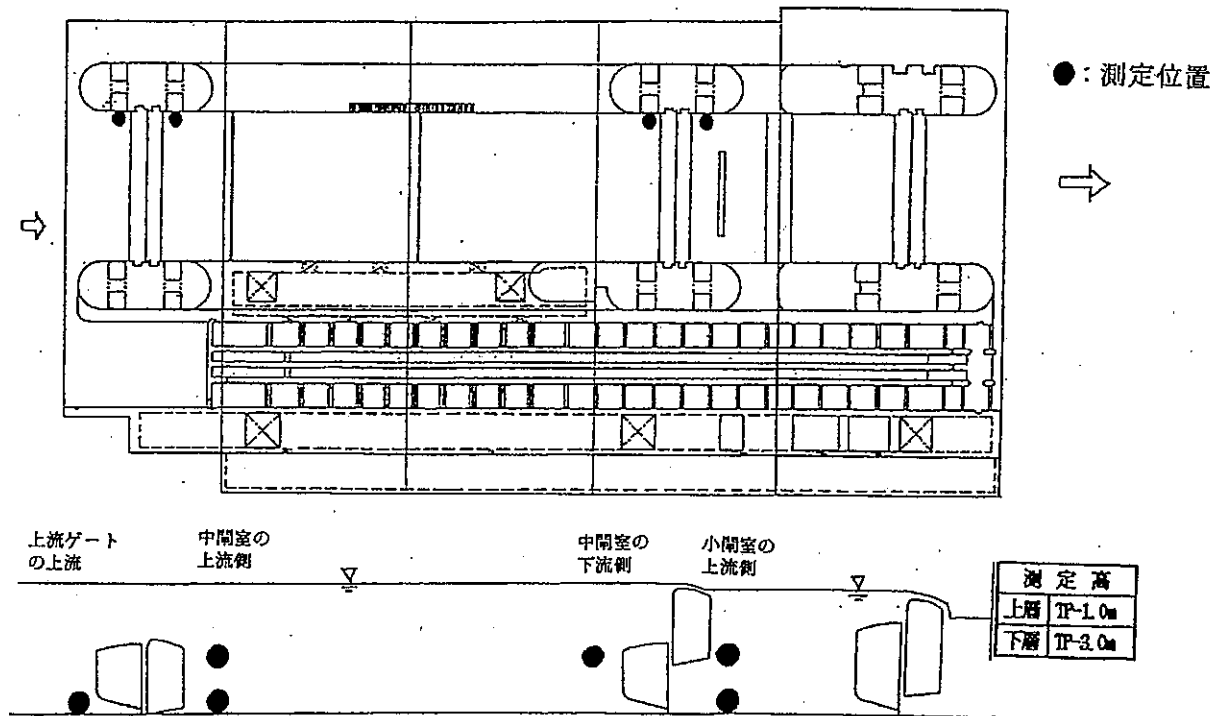 ●：測定位置
上流ゲート
の上流
中閘室の
上流側
中閘室の
下流側
小閘室の
上流側
測定高
上層 TP-1.0m
下層 TP-3.0m